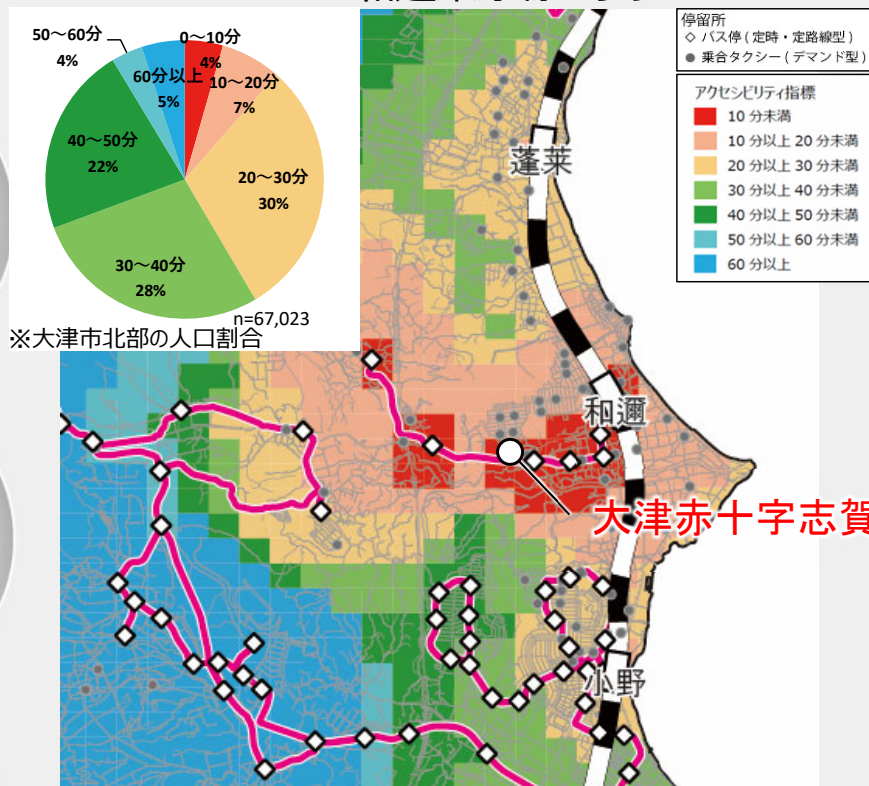 50～60分
4%
0～10分
4%
60分以上
5%
10～20分
7%
40～50分
22%
20～30分
30%
30～40分
28%
n=67,023
※大津市北部の人口割合
停留所
バス停(定時・定路線型)
乗合タクシー(デマンド型)
アクセシビリティ指標
10 分未満
10 分以上 20 分未満
20 分以上 30 分未満
30 分以上 40 分未満
40 分以上 50 分未満
50 分以上 60 分未満
60 分以上
蓬莱
和邇
大津赤十字志賀
小野